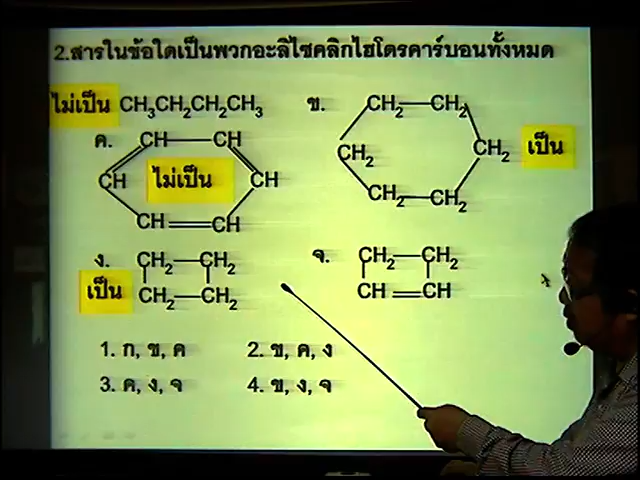 2.สารในข้อใดเป็นพวกอะลิไซคลิกไฮโดรคาร์บอนทั้งหมด
ไม่เป็น CH3CH2CH2CH3
ข. CH2 CH2
CH2 CH2 เป็น
CH2 CH2
ค. CH CH
CH ไม่เป็น CH
CH CH
ง. CH2 CH2
เป็น CH2 CH2
จ. CH2 CH2
CH CH
1. ก, ข, ค 2. ข, ค, ง
3. ค, ง, จ 4. ข, ง, จ